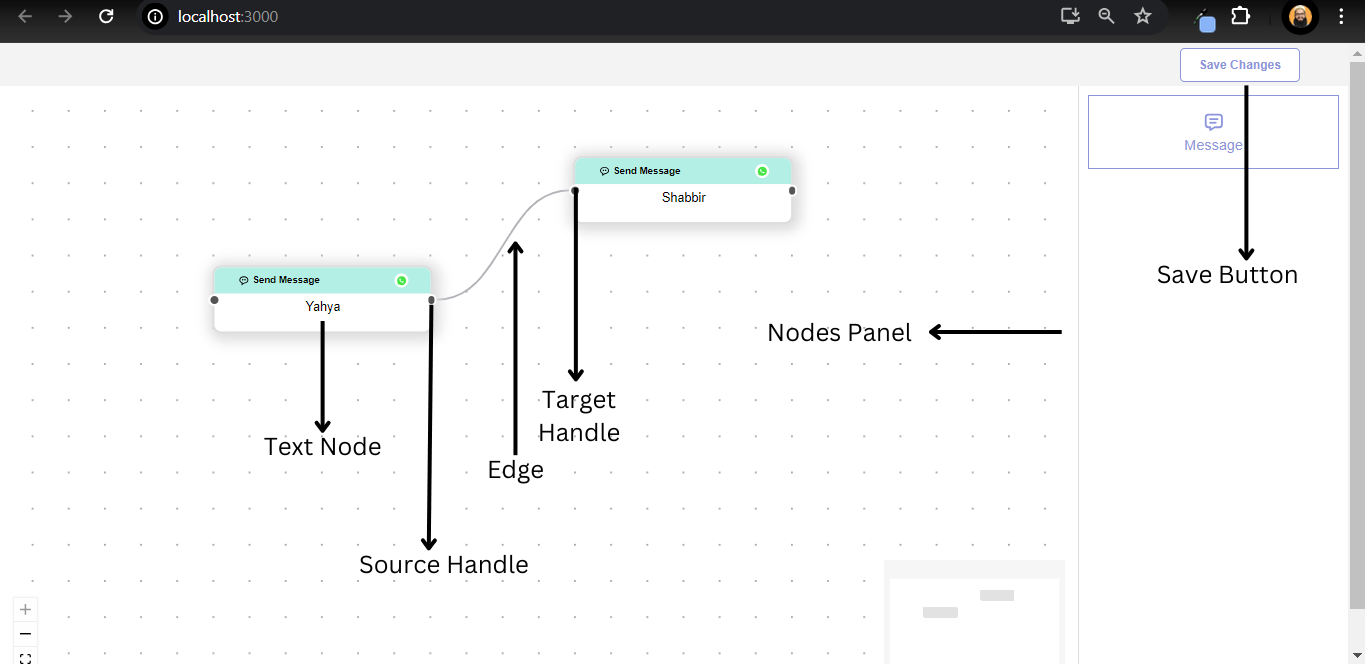 localhost:3000
Save Changes
Message
Send Message
Shabbir
Send Message
Yahya
Save Button
Nodes Panel
Target
Handle
Text Node
Edge
Source Handle